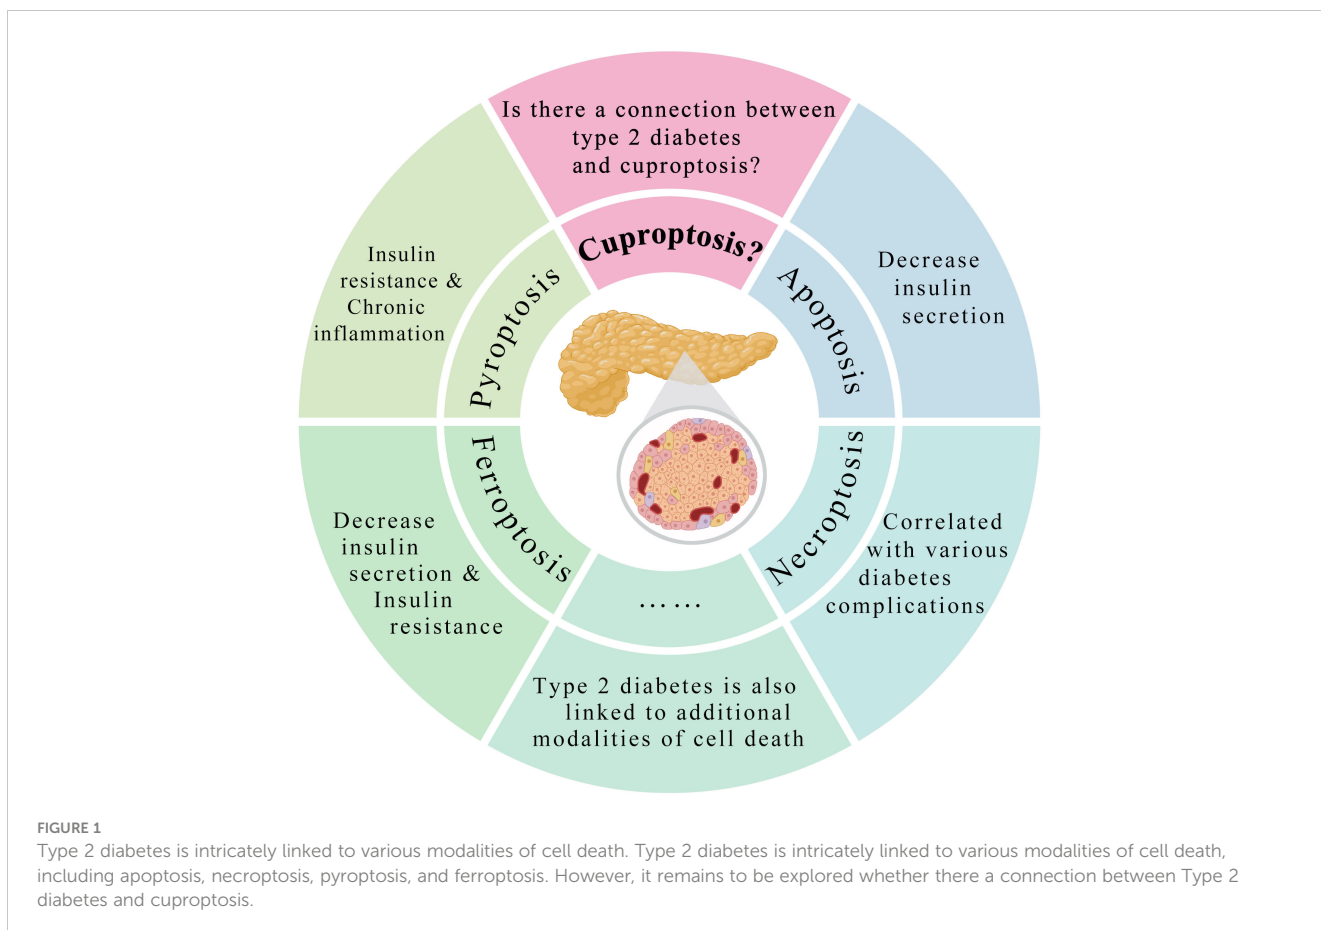 Is there a connection between
type 2 diabetes
and cuproptosis?
Cuproptosis?
Apoptosis
Decrease
insulin
secretion
Necroptosis
Correlated
with various
diabetes
complications
......
Type 2 diabetes is also
linked to additional
modalities of cell death
Ferroptosis
Decrease
insulin
secretion &
Insulin
resistance
Pyroptosis
Insulin
resistance &
Chronic
inflammation
FIGURE 1
Type 2 diabetes is intricately linked to various modalities of cell death. Type 2 diabetes is intricately linked to various modalities of cell death,
including apoptosis, necroptosis, pyroptosis, and ferroptosis. However, it remains to be explored whether there a connection between Type 2
diabetes and cuproptosis.